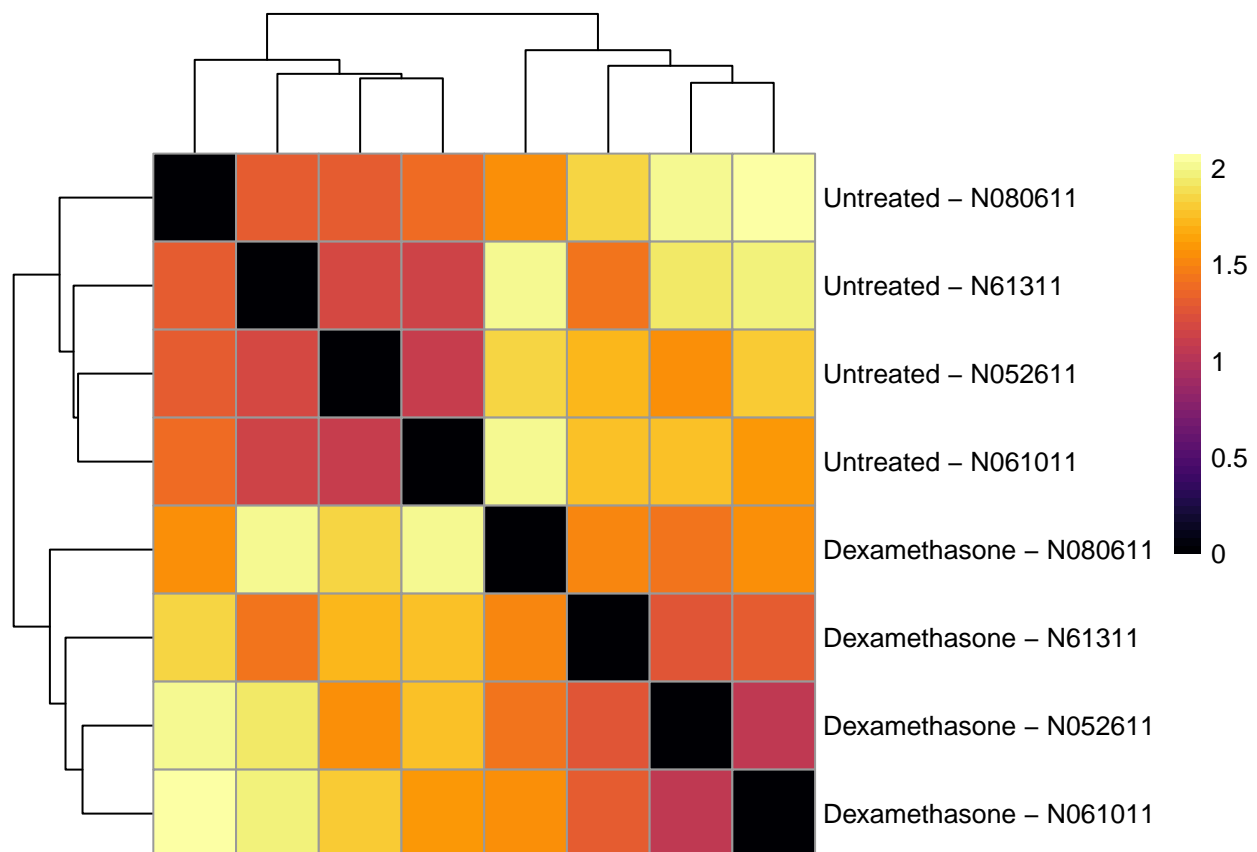 Untreated – N080611
Untreated – N61311
Untreated – N052611
Untreated – N061011
Dexamethasone – N080611
Dexamethasone – N61311
Dexamethasone – N052611
Dexamethasone – N061011
2
1.5
1
0.5
0